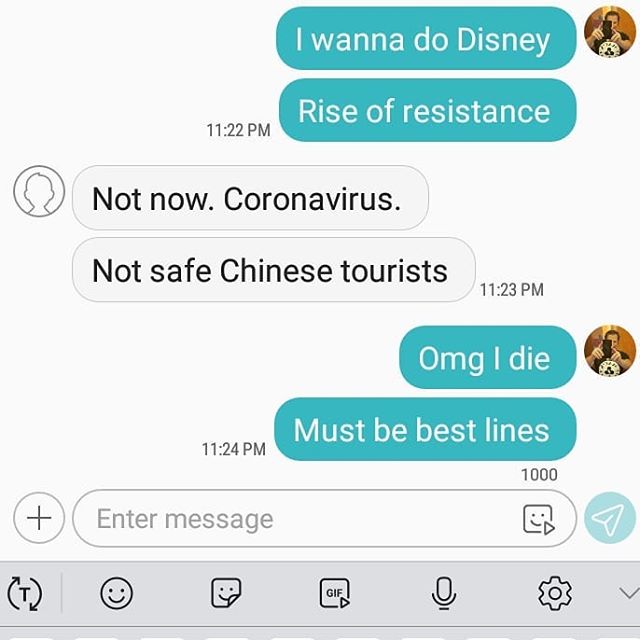 I wanna do Disney
Rise of resistance
11:22 PM
Not now. Coronavirus.
Not safe Chinese tourists
11:23 PM
Omg I die
Must be best lines
11:24 PM
1000
Enter message
T
GIF